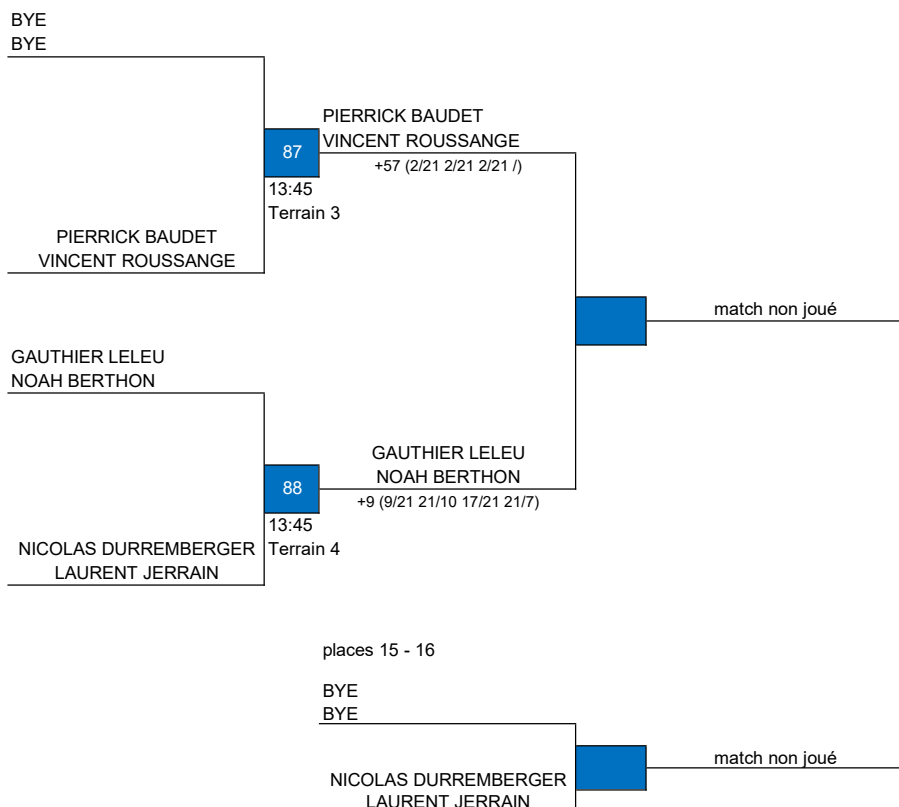 BYE
BYE
PIERRICK BAUDET
VINCENT ROUSSANGE
87
+57 (2/21 2/21 2/21 /)
13:45
Terrain 3
PIERRICK BAUDET
VINCENT ROUSSANGE
match non joué
GAUTHIER LELEU
NOAH BERTHON
GAUTHIER LELEU
NOAH BERTHON
88
+9 (9/21 21/10 17/21 21/7)
13:45
Terrain 4
NICOLAS DURREMBERGER
LAURENT JERRAIN
places 15 - 16
BYE
BYE
match non joué
NICOLAS DURREMBERGER
LAURENT JERRAIN